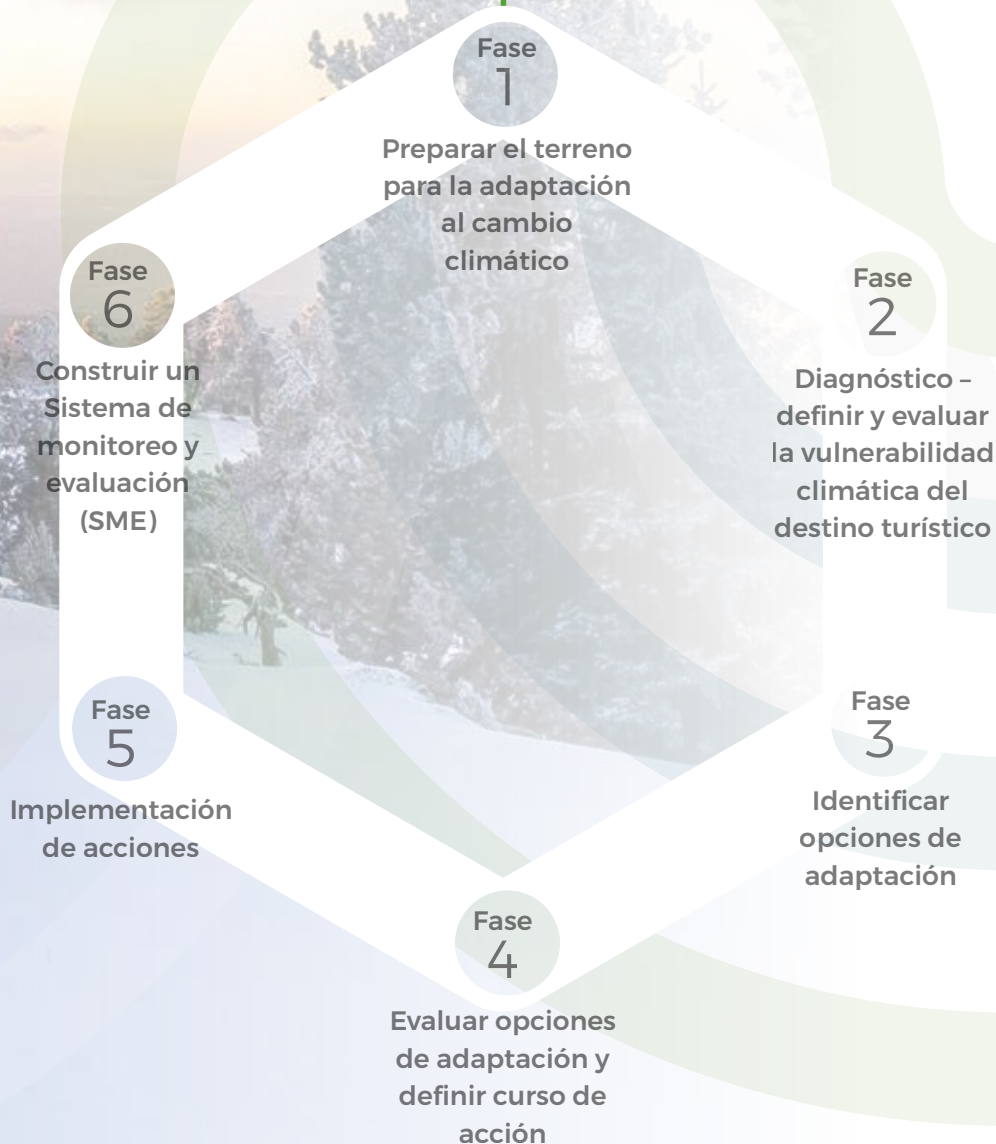 Fase
1
Preparar el terreno
para la adaptación
al cambio
climático
Fase
2
Diagnóstico –
definir y evaluar
la vulnerabilidad
climática del
destino turístico
Fase
3
Identificar
opciones de
adaptación
Fase
4
Evaluar opciones
de adaptación y
definir curso de
acción
Fase
5
Implementación
de acciones
Fase
6
Construir un
Sistema de
monitoreo y
evaluación
(SME)